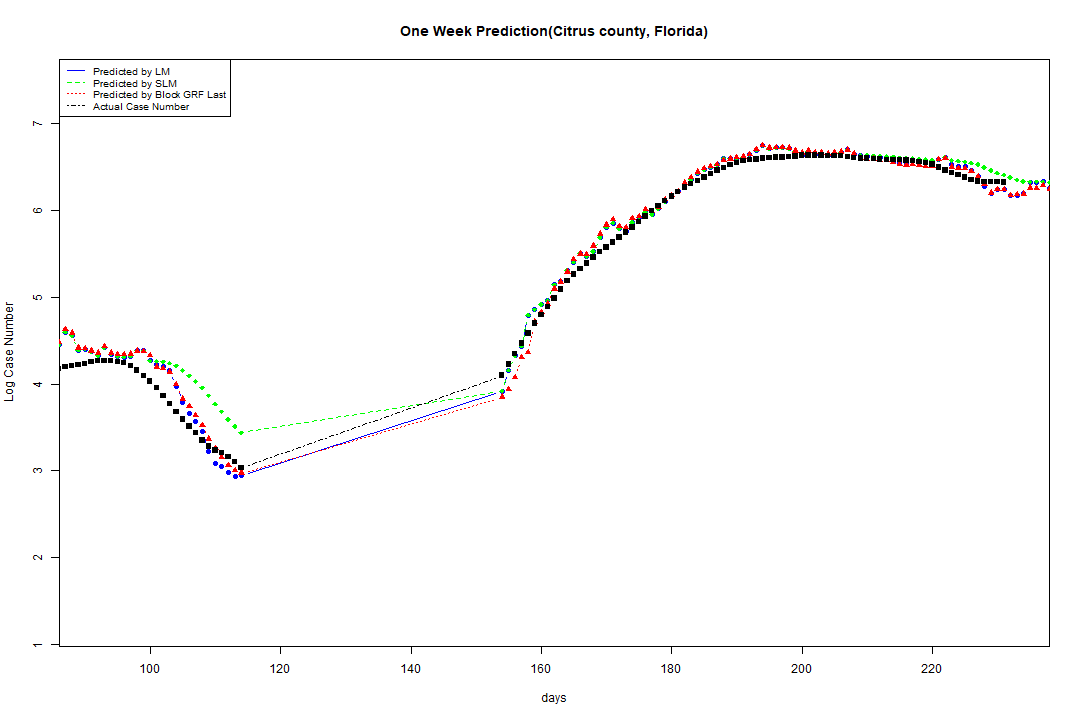 One Week Prediction(Citrus county, Florida)
Predicted by LM
Predicted by SLM
Predicted by Block GRF Last
Actual Case Number
7
6
5
4
3
2
1
Log Case Number
100 120 140 160 180 200 220
days